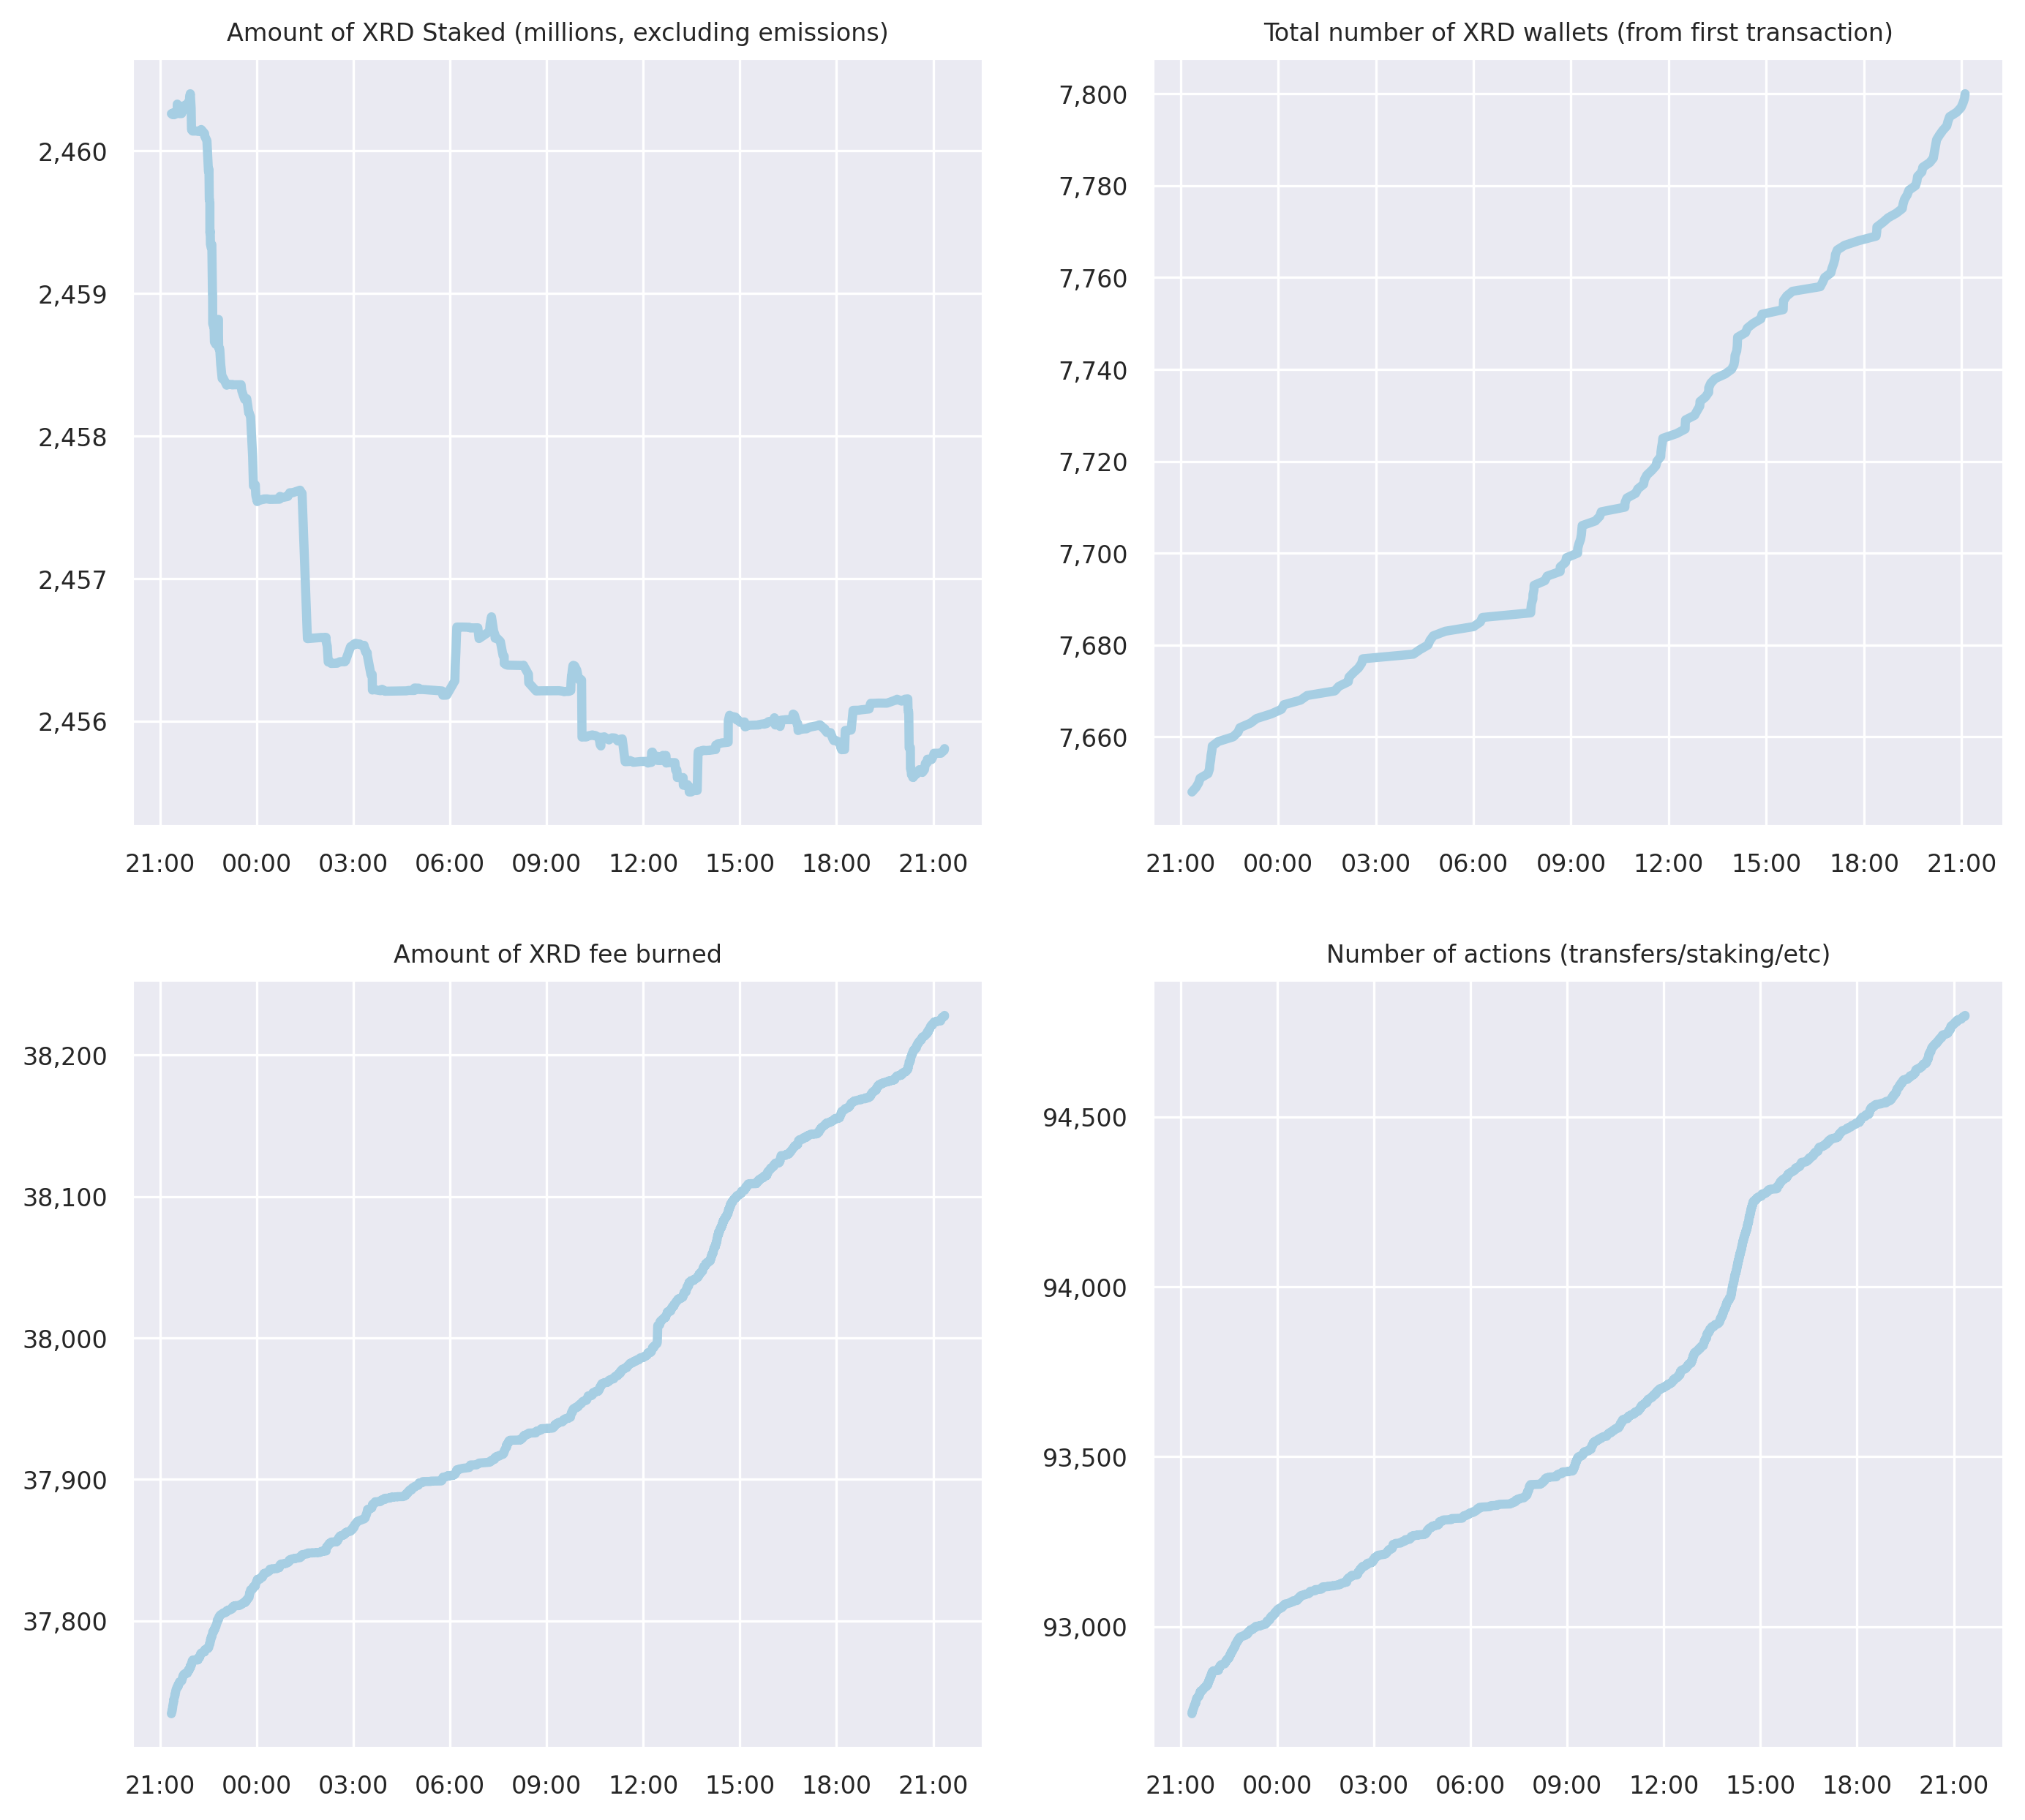 Amount of XRD Staked (millions, excluding emissions)
2,460
2,459
2,458
2,457
2,456
21:00 00:00 03:00 06:00 09:00 12:00 15:00 18:00 21:00
Total number of XRD wallets (from first transaction)
7,800
7,780
7,760
7,740
7,720
7,700
7,680
7,660
21:00 00:00 03:00 06:00 09:00 12:00 15:00 18:00 21:00
Amount of XRD fee burned
38,200
38,100
38,000
37,900
37,800
21:00 00:00 03:00 06:00 09:00 12:00 15:00 18:00 21:00
Number of actions (transfers/staking/etc)
94,500
94,000
93,500
93,000
21:00 00:00 03:00 06:00 09:00 12:00 15:00 18:00 21:00